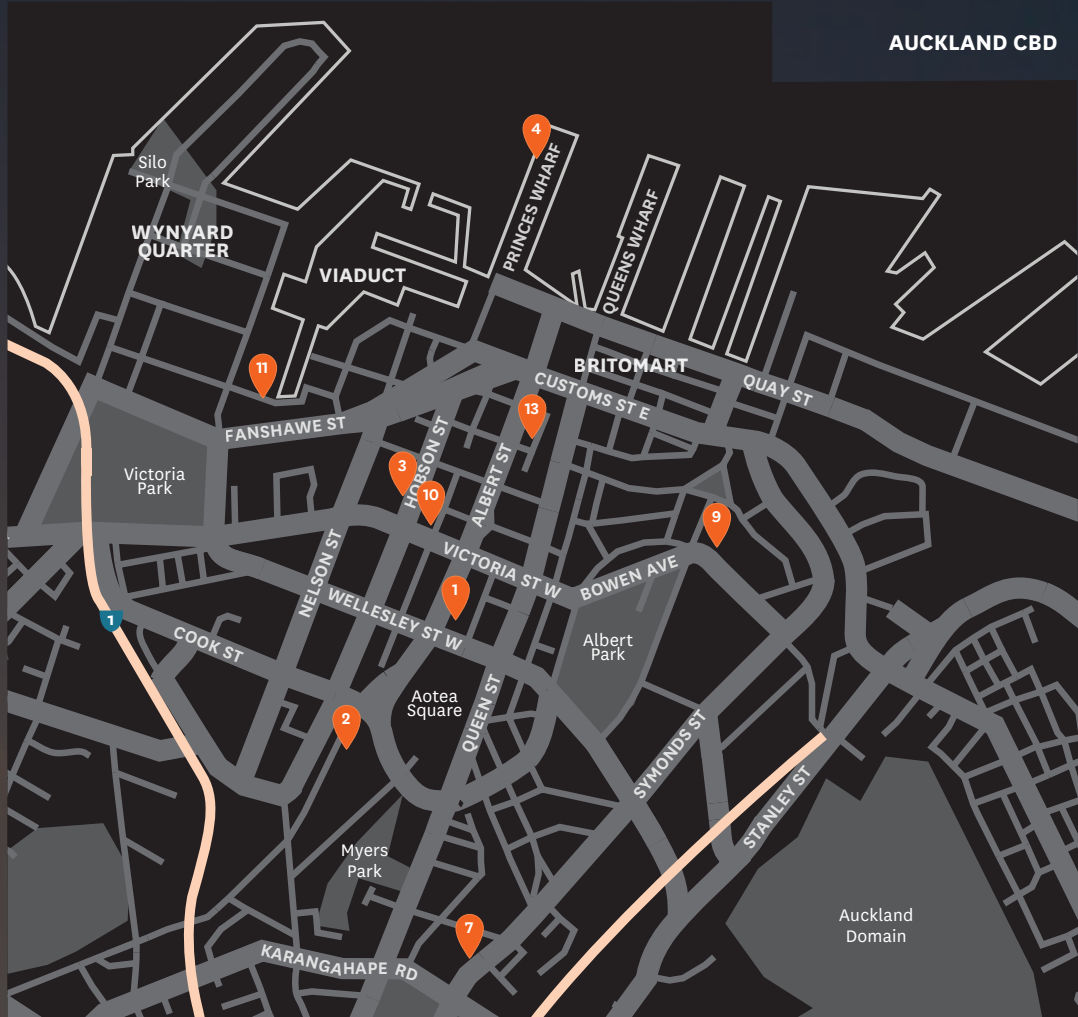 AUCKLAND CBD
4
Silo
Park
PRINCES WHARF
QUEENS WHARF
WYNYARD
QUARTER
VIADUCT
BRITOMART
11
CUSTOMS ST E
QUAY ST
13
FANSHAWE ST
HOBSON ST
ALBERT ST
3
10
Victoria
Park
9
VICTORIA ST W
BOWEN AVE
NELSON ST
1
1
WELLESLEY ST W
COOK ST
Albert
Park
Aotea
Square
QUEEN ST
2
SYMONDS ST
STANLEY ST
Myers
Park
7
Auckland
Domain
KARANGAHAPE RD